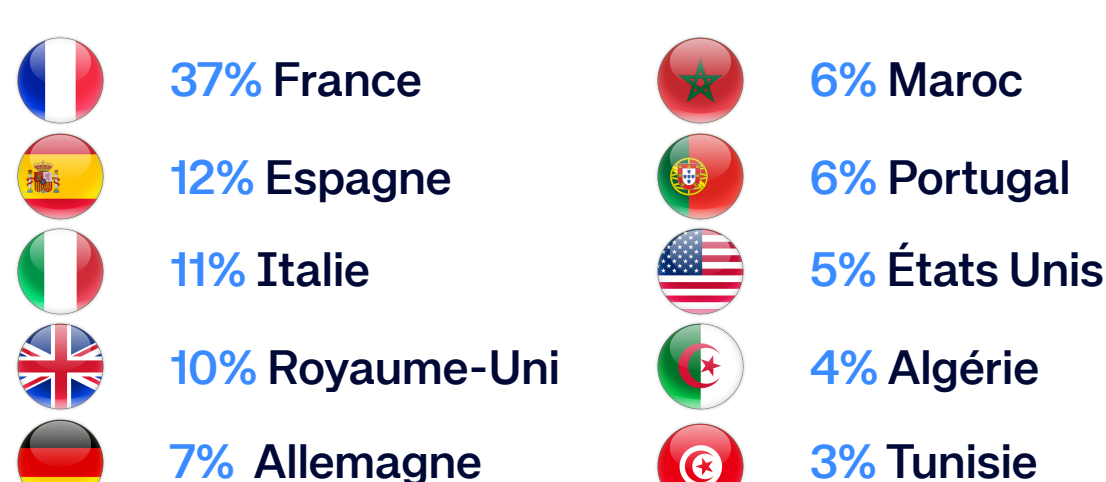 37% France
12% Espagne
11% Italie
10% Royaume-Uni
7% Allemagne
6% Maroc
6% Portugal
5% États Unis
4% Algérie
3% Tunisie